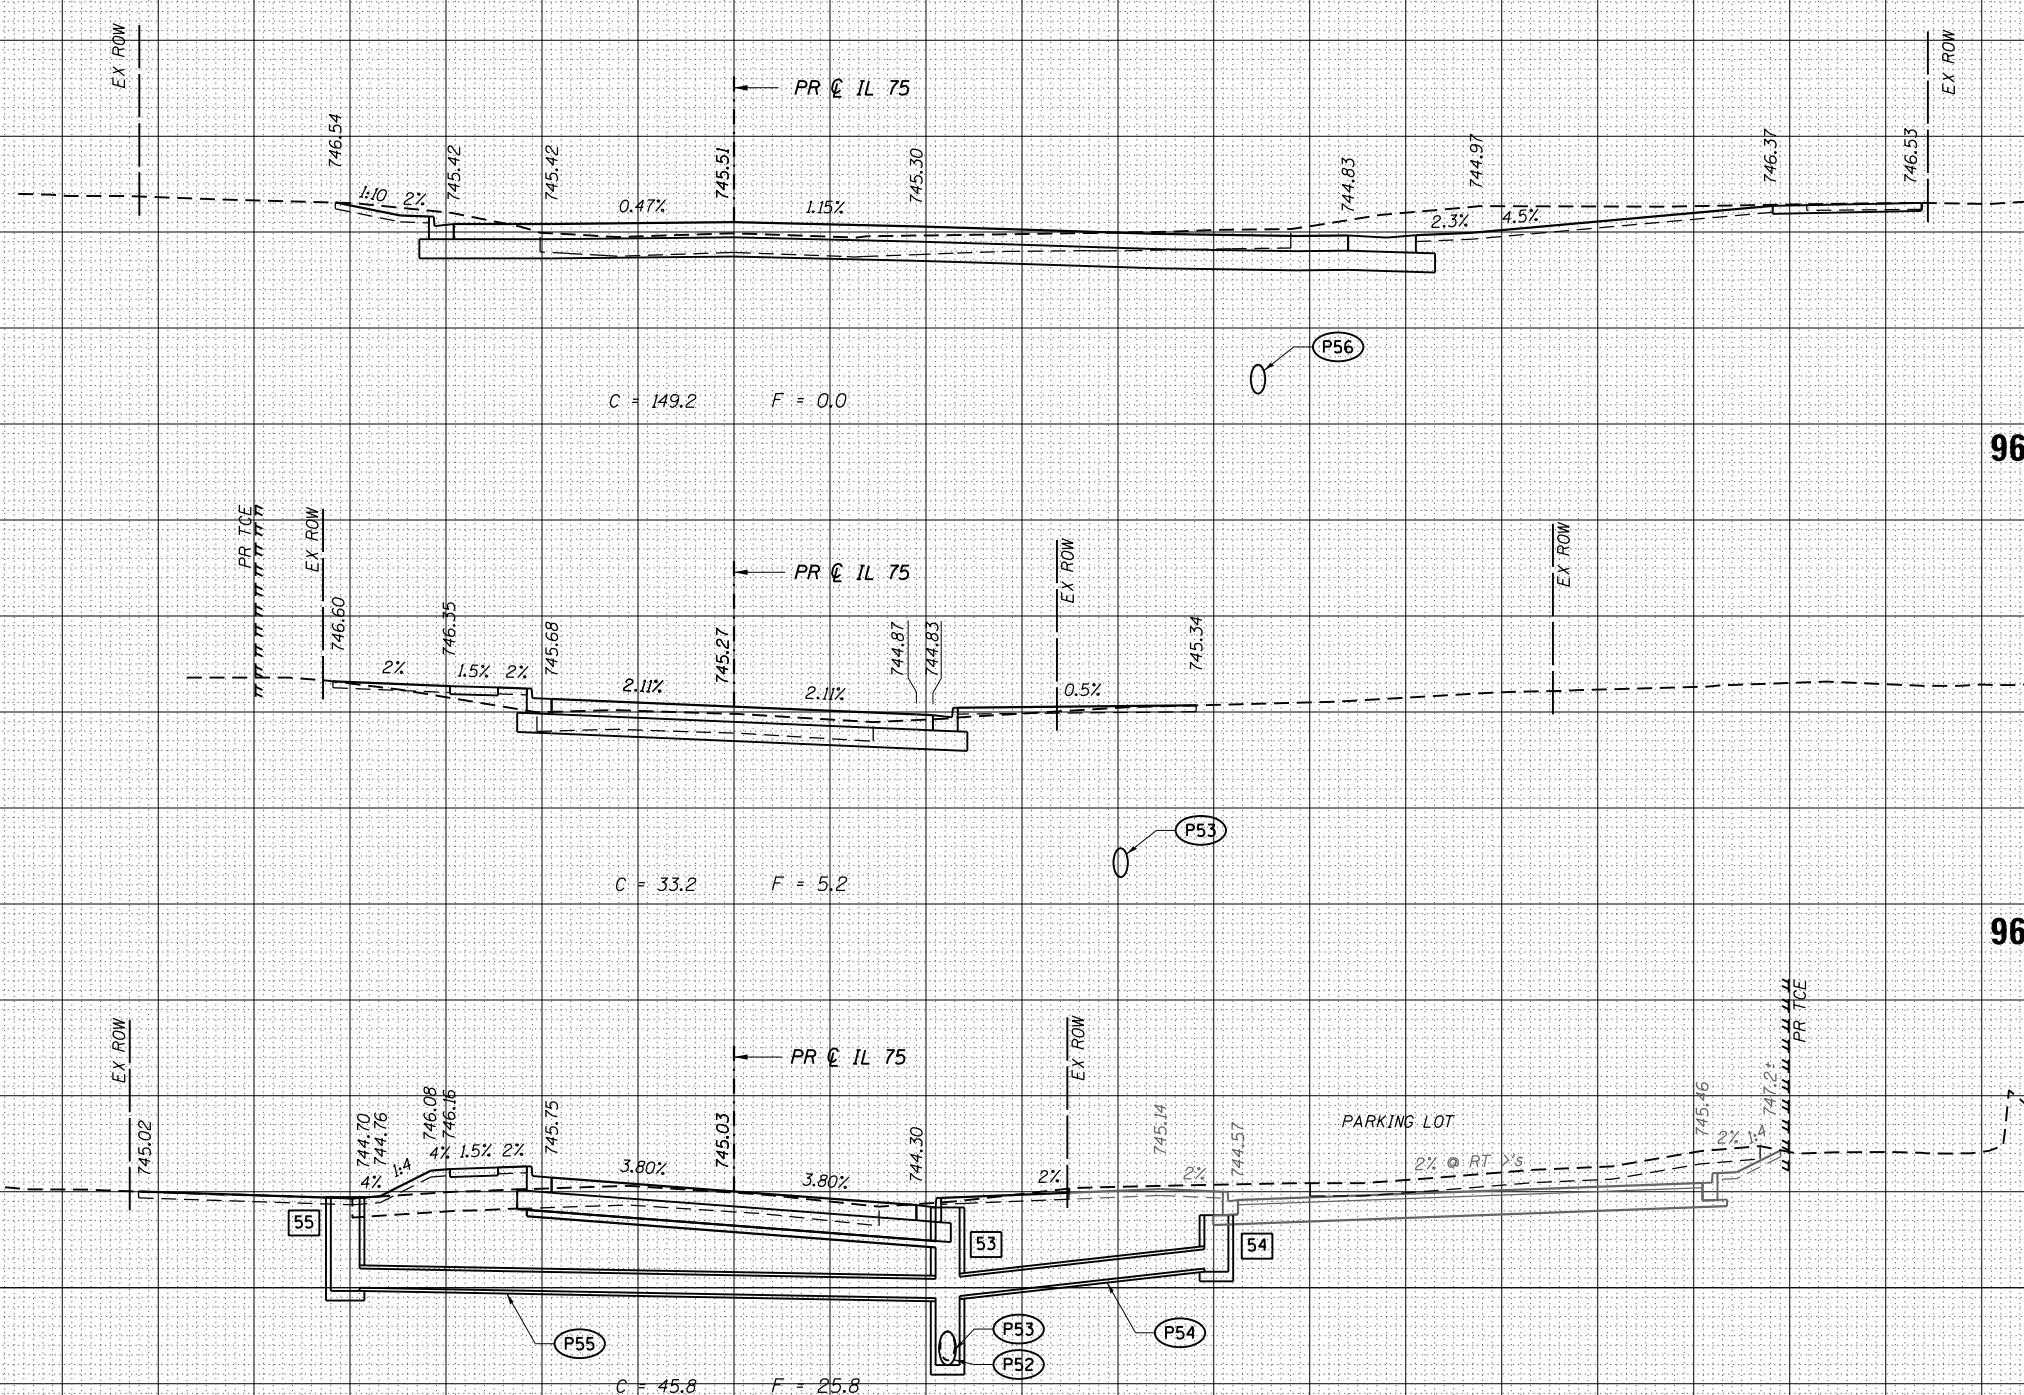 EX ROW
EX ROW
PR ℄ IL 75
746.54
745.42
745.42
745.51
745.30
744.83
744.97
746.37
746.53
1:10 2%
0.47%
1.15%
2.3%
4.5%
P56
C = 149.2 F = 0.0
96
PR TCE
EX ROW
EX ROW
EX ROW
PR ℄ IL 75
746.60
746.35
745.68
745.27
744.87
744.83
745.34
2%
1.5%
2%
2.11%
2.11%
0.5%
P53
C = 33.2 F = 5.2
96
EX ROW
EX ROW
PR TCE
PR ℄ IL 75
745.02
744.70
744.76
746.08
746.16
745.75
745.03
744.30
745.14
744.57
PARKING LOT
745.46
747.2±
4%
1:4
4%
1.5%
2%
3.80%
3.80%
2%
2%
2% @ RT >'s
2%
1:4
55
53
54
P55
P53
P52
P54
C = 45.8 F = 25.8